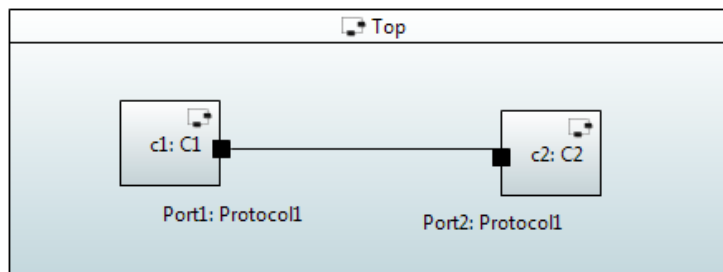 Top
c1: C1
c2: C2
Port1: Protocol1
Port2: Protocol1